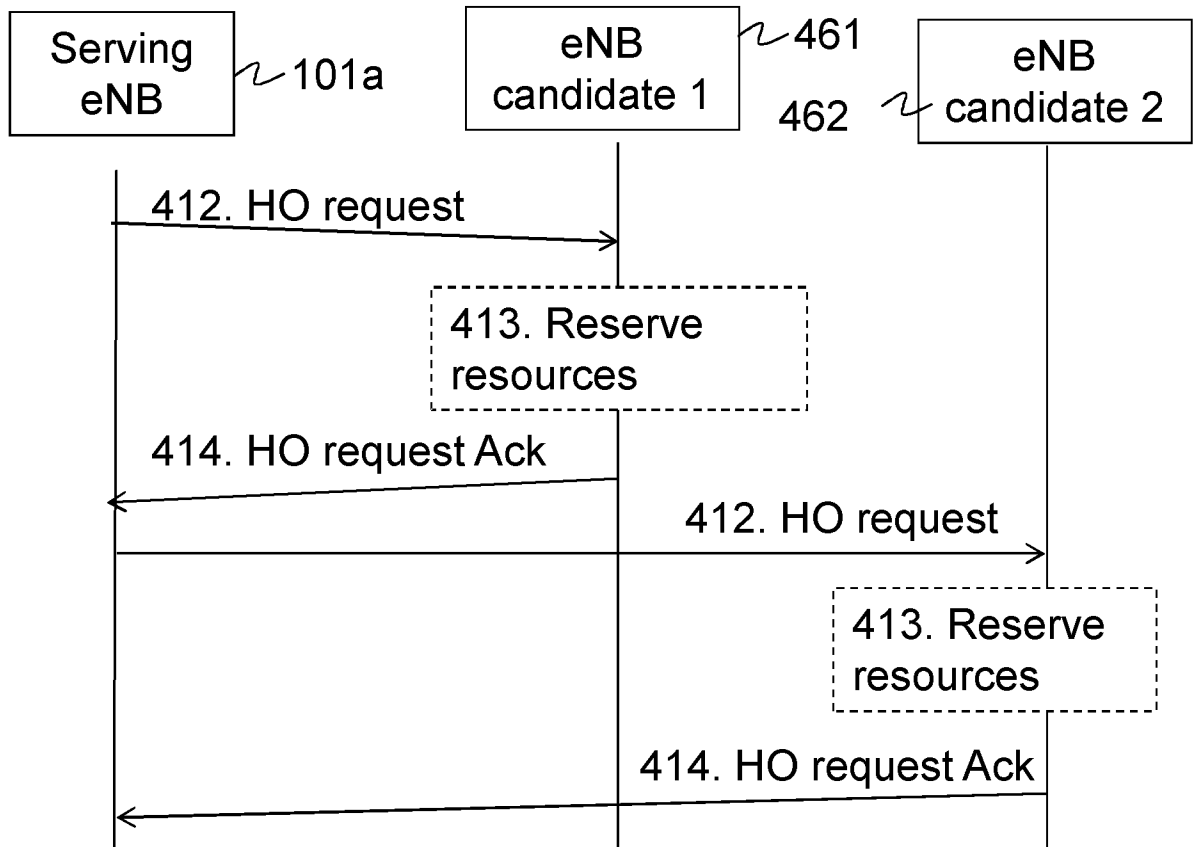 Serving
eNB
101a
eNB
candidate 1
461
eNB
candidate 2
462
412. HO request
413. Reserve
resources
414. HO request Ack
412. HO request
413. Reserve
resources
414. HO request Ack